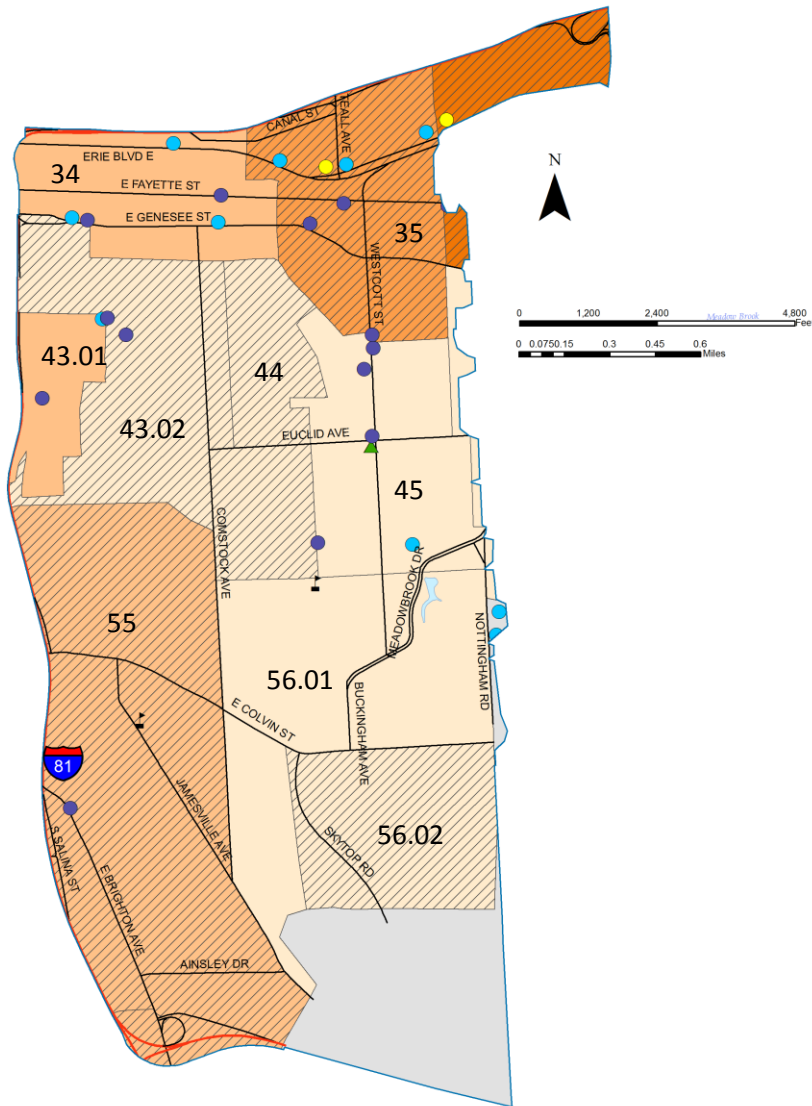 CANAL ST
TEALL AVE
ERIE BLVD E
34
E FAYETTE ST
E GENESEE ST
35
WESTCOTT ST
N
0 1,200 2,400 4,800
Meadow Brook
Fee
0 0.0750.15 0.3 0.45 0.6
Miles
43.01
44
43.02
EUCLID AVE
45
COMSTOCK AVE
MEADOWBROOK DR
55
NOTTINGHAM RD
56.01
E COLVIN ST
BUCKINGHAM AVE
81
JAMESVILLE AVE
56.02
SKYTOP RD
S SALINA ST
E BRIGHTON AVE
AINSLEY DR